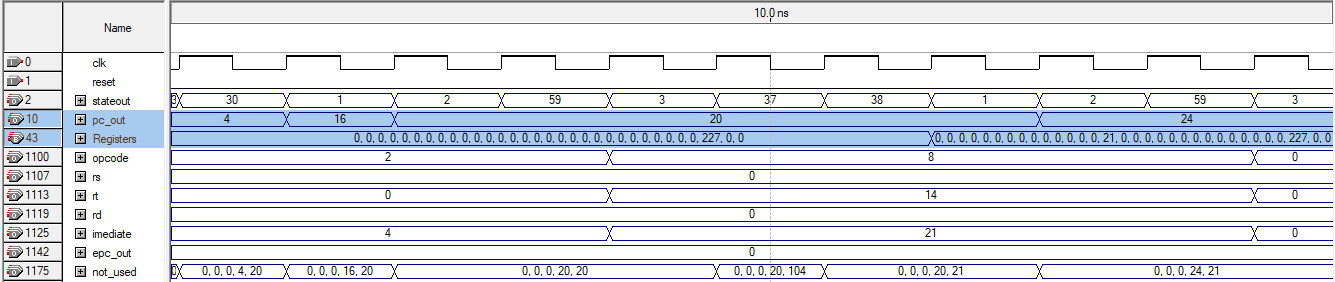 10.0 ns
Name
0 clk
1 reset
2 stateout 30 1 2 59 3 37 38 1 2 59 3
10 pc_out 4 16 20 24
43 Registers 0, 0, 0, 0, 0, 0, 0, 0, 0, 0, 0, 0, 0, 0, 0, 0, 0, 0, 0, 0, 0, 0, 0, 0, 0, 0, 0, 0, 0, 227, 0, 0 0, 0, 0, 0, 0, 0, 0, 0, 0, 0, 0, 0, 0, 0, 21, 0, 0, 0, 0, 0, 0, 0, 0, 0, 0, 0, 0, 0, 0, 227, 0, 0
1100 opcode 2 8 0
1107 rs 0
1113 rt 0 14 0
1119 rd 0
1125 imediate 4 21 0
1142 epc_out 0
1175 not_used 0, 0, 0, 4, 20 0, 0, 0, 16, 20 0, 0, 0, 20, 20 0, 0, 0, 20, 104 0, 0, 0, 20, 21 0, 0, 0, 24, 21